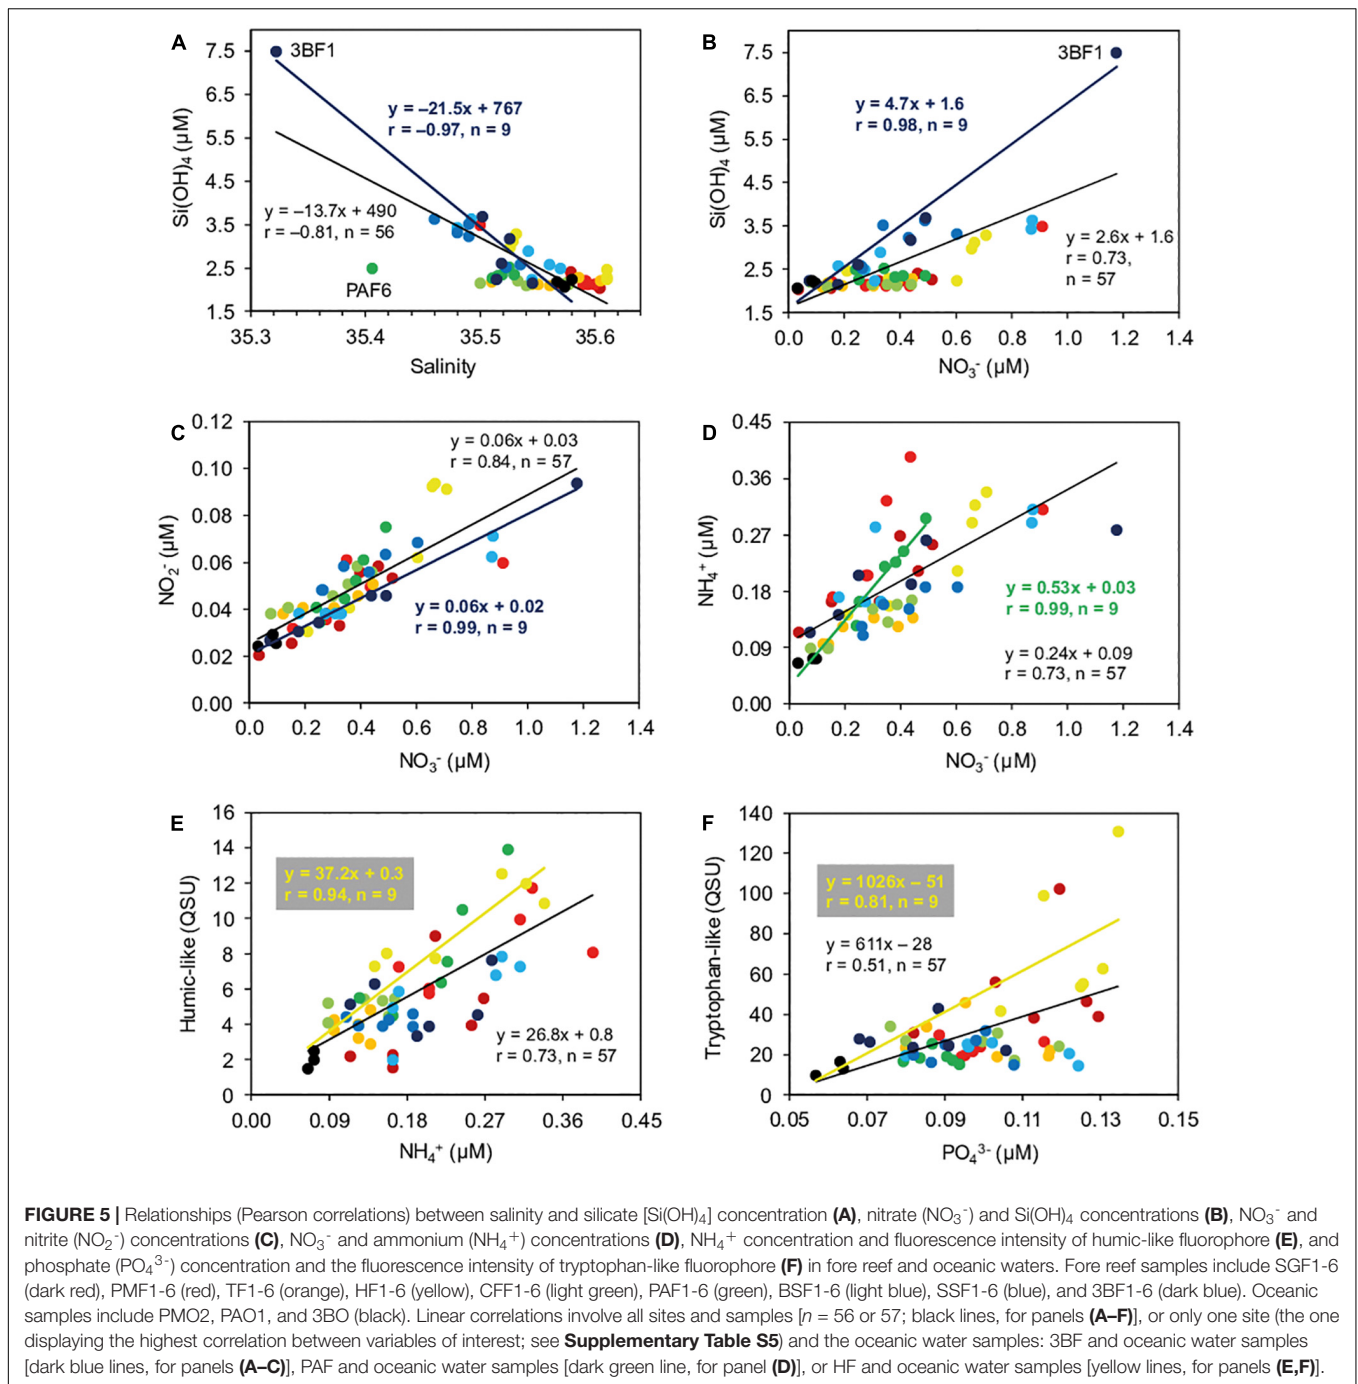 A
7.5
6.5
5.5
4.5
3.5
2.5
1.5
Si(OH)₄ (µM)
3BF1
y = –21.5x + 767
r = –0.97, n = 9
y = –13.7x + 490
r = –0.81, n = 56
PAF6
35.3 35.4 35.5 35.6
Salinity
B
7.5
6.5
5.5
4.5
3.5
2.5
1.5
Si(OH)₄ (µM)
3BF1
y = 4.7x + 1.6
r = 0.98, n = 9
y = 2.6x + 1.6
r = 0.73,
n = 57
0.0 0.2 0.4 0.6 0.8 1.0 1.2 1.4
NO₃⁻ (µM)
C
0.12
0.10
0.08
0.06
0.04
0.02
0.00
NO₂⁻ (µM)
y = 0.06x + 0.03
r = 0.84, n = 57
y = 0.06x + 0.02
r = 0.99, n = 9
0.0 0.2 0.4 0.6 0.8 1.0 1.2 1.4
NO₃⁻ (µM)
D
0.45
0.36
0.27
0.18
0.09
0.00
NH₄⁺ (µM)
y = 0.53x + 0.03
r = 0.99, n = 9
y = 0.24x + 0.09
r = 0.73, n = 57
0.0 0.2 0.4 0.6 0.8 1.0 1.2 1.4
NO₃⁻ (µM)
E
16
14
12
10
8
6
4
2
0
Humic-like (QSU)
y = 37.2x + 0.3
r = 0.94, n = 9
y = 26.8x + 0.8
r = 0.73, n = 57
0.00 0.09 0.18 0.27 0.36 0.45
NH₄⁺ (µM)
F
140
120
100
80
60
40
20
0
Tryptophan-like (QSU)
y = 1026x – 51
r = 0.81, n = 9
y = 611x – 28
r = 0.51, n = 57
0.05 0.07 0.09 0.11 0.13 0.15
PO₄³⁻ (µM)
FIGURE 5 | Relationships (Pearson correlations) between salinity and silicate [Si(OH)₄] concentration (A), nitrate (NO₃⁻) and Si(OH)₄ concentrations (B), NO₃⁻ and
nitrite (NO₂⁻) concentrations (C), NO₃⁻ and ammonium (NH₄⁺) concentrations (D), NH₄⁺ concentration and fluorescence intensity of humic-like fluorophore (E), and
phosphate (PO₄³⁻) concentration and the fluorescence intensity of tryptophan-like fluorophore (F) in fore reef and oceanic waters. Fore reef samples include SGF1-6
(dark red), PMF1-6 (red), TF1-6 (orange), HF1-6 (yellow), CFF1-6 (light green), PAF1-6 (green), BSF1-6 (light blue), SSF1-6 (blue), and 3BF1-6 (dark blue). Oceanic
samples include PMO2, PAO1, and 3BO (black). Linear correlations involve all sites and samples [n = 56 or 57; black lines, for panels (A–F)], or only one site (the one
displaying the highest correlation between variables of interest; see Supplementary Table S5) and the oceanic water samples: 3BF and oceanic water samples
[dark blue lines, for panels (A–C)], PAF and oceanic water samples [dark green line, for panel (D)], or HF and oceanic water samples [yellow lines, for panels (E,F)].